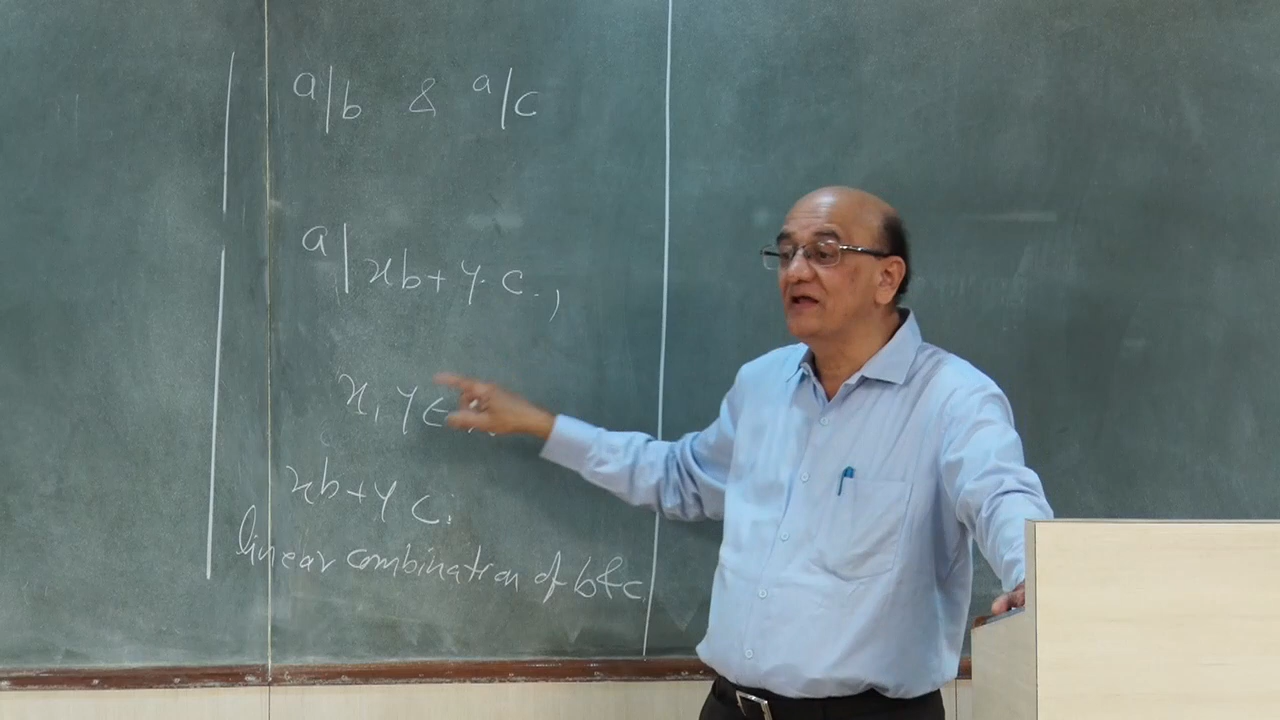 a|b & a|c
a|xb+y.c.,
x, y ∈
xb+y c.
linear combination of b&c.